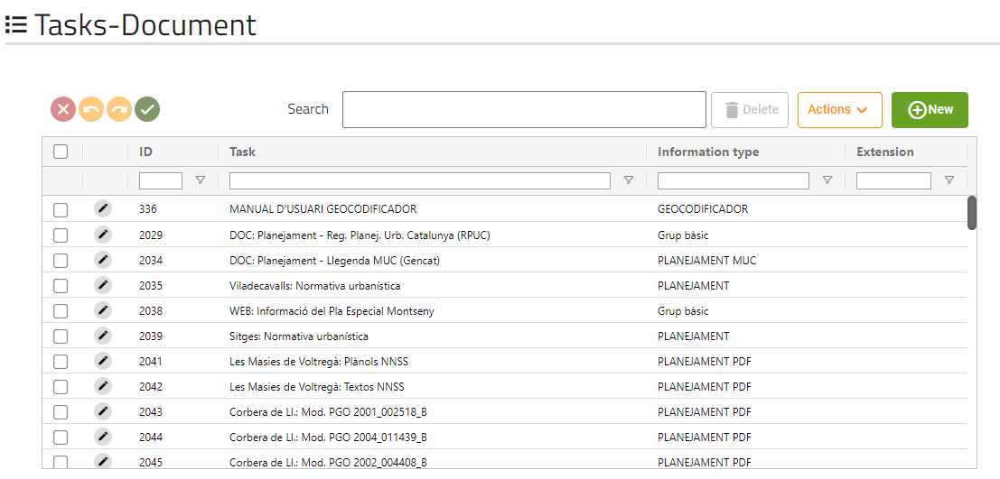 Tasks-Document
Search Delete Actions New
ID Task Information type Extension
336 MANUAL D'USUARI GEOCODIFICADOR GEOCODIFICADOR
2029 DOC: Planejament - Reg. Planej. Urb. Catalunya (RPUC) Grup bàsic
2034 DOC: Planejament - Llegenda MUC (Gencat) PLANEJAMENT MUC
2035 Viladecavalls: Normativa urbanística PLANEJAMENT
2038 WEB: Informació del Pla Especial Montseny Grup bàsic
2039 Sitges: Normativa urbanística PLANEJAMENT
2041 Les Masies de Voltregà: Plànols NNSS PLANEJAMENT PDF
2042 Les Masies de Voltregà: Textos NNSS PLANEJAMENT PDF
2043 Corbera de Ll.: Mod. PGO 2001_002518_B PLANEJAMENT PDF
2044 Corbera de Ll.: Mod. PGO 2004_011439_B PLANEJAMENT PDF
2045 Corbera de Ll.: Mod. PGO 2002_004408_B PLANEJAMENT PDF